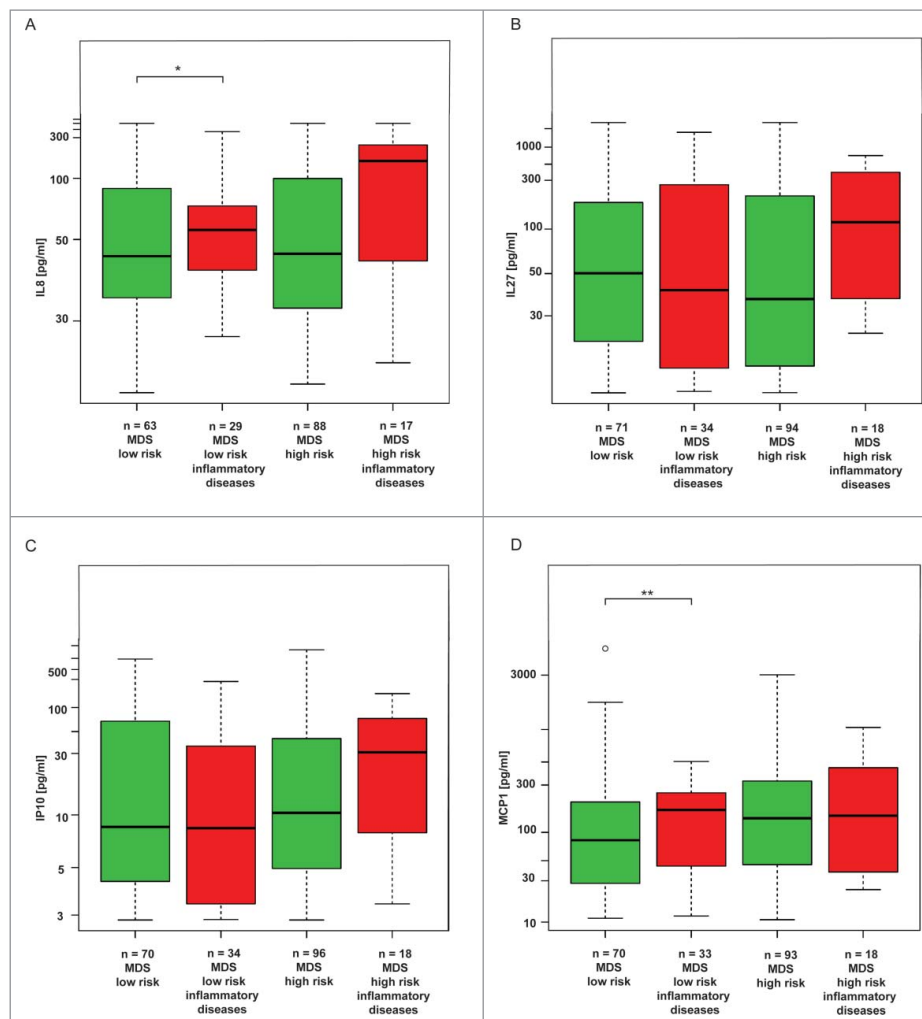 A
*
300
100
50
30
IL8 [pg/ml]
n = 63
MDS
low risk
n = 29
MDS
low risk
inflammatory
diseases
n = 88
MDS
high risk
n = 17
MDS
high risk
inflammatory
diseases
B
1000
300
100
50
30
IL27 [pg/ml]
n = 71
MDS
low risk
n = 34
MDS
low risk
inflammatory
diseases
n = 94
MDS
high risk
n = 18
MDS
high risk
inflammatory
diseases
C
500
100
30
10
5
3
IP10 [pg/ml]
n = 70
MDS
low risk
n = 34
MDS
low risk
inflammatory
diseases
n = 96
MDS
high risk
n = 18
MDS
high risk
inflammatory
diseases
D
**
3000
300
100
30
10
MCP1 [pg/ml]
n = 70
MDS
low risk
n = 33
MDS
low risk
inflammatory
diseases
n = 93
MDS
high risk
n = 18
MDS
high risk
inflammatory
diseases